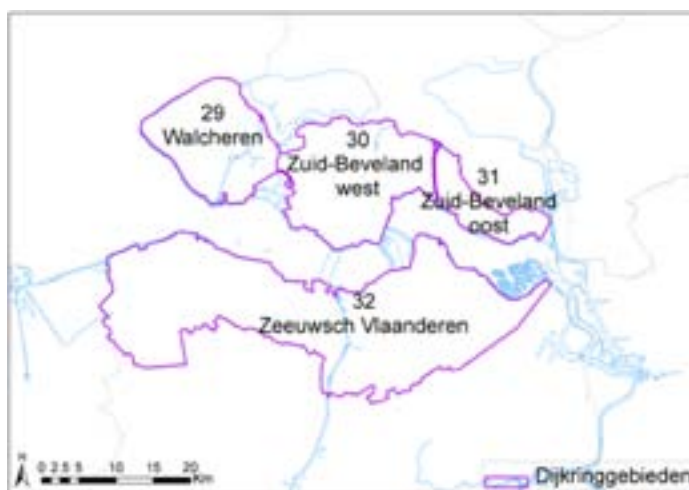 29
Walcheren
30
Zuid-Beveland
west
31
Zuid-Beveland
oost
32
Zeeuwsch Vlaanderen
N
0 2.5 5 10 15 20
Km
Dijkringgebieden